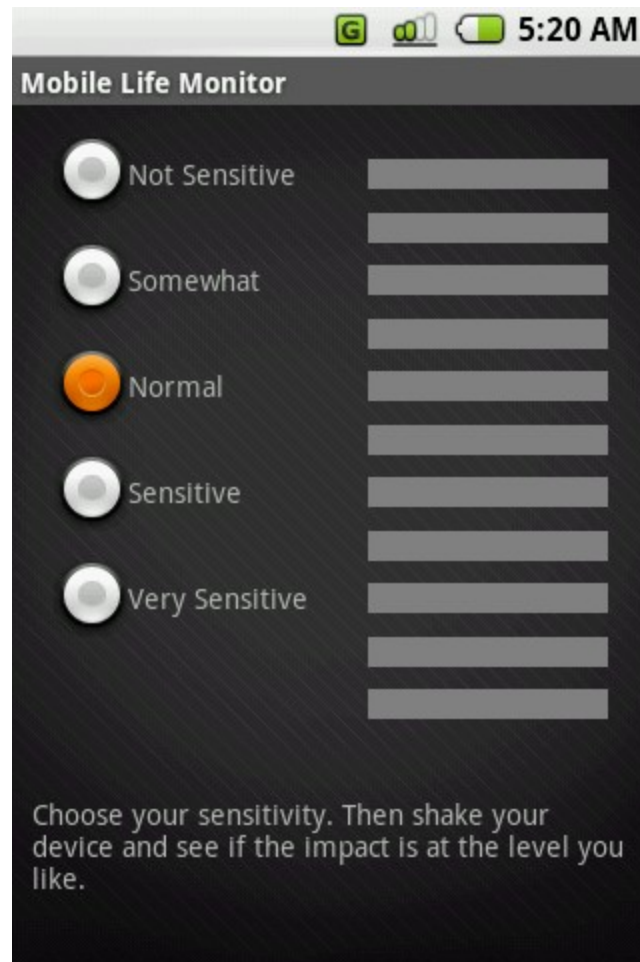 G 5:20 AM
Mobile Life Monitor
Not Sensitive
Somewhat
Normal
Sensitive
Very Sensitive
Choose your sensitivity. Then shake your
device and see if the impact is at the level you
like.